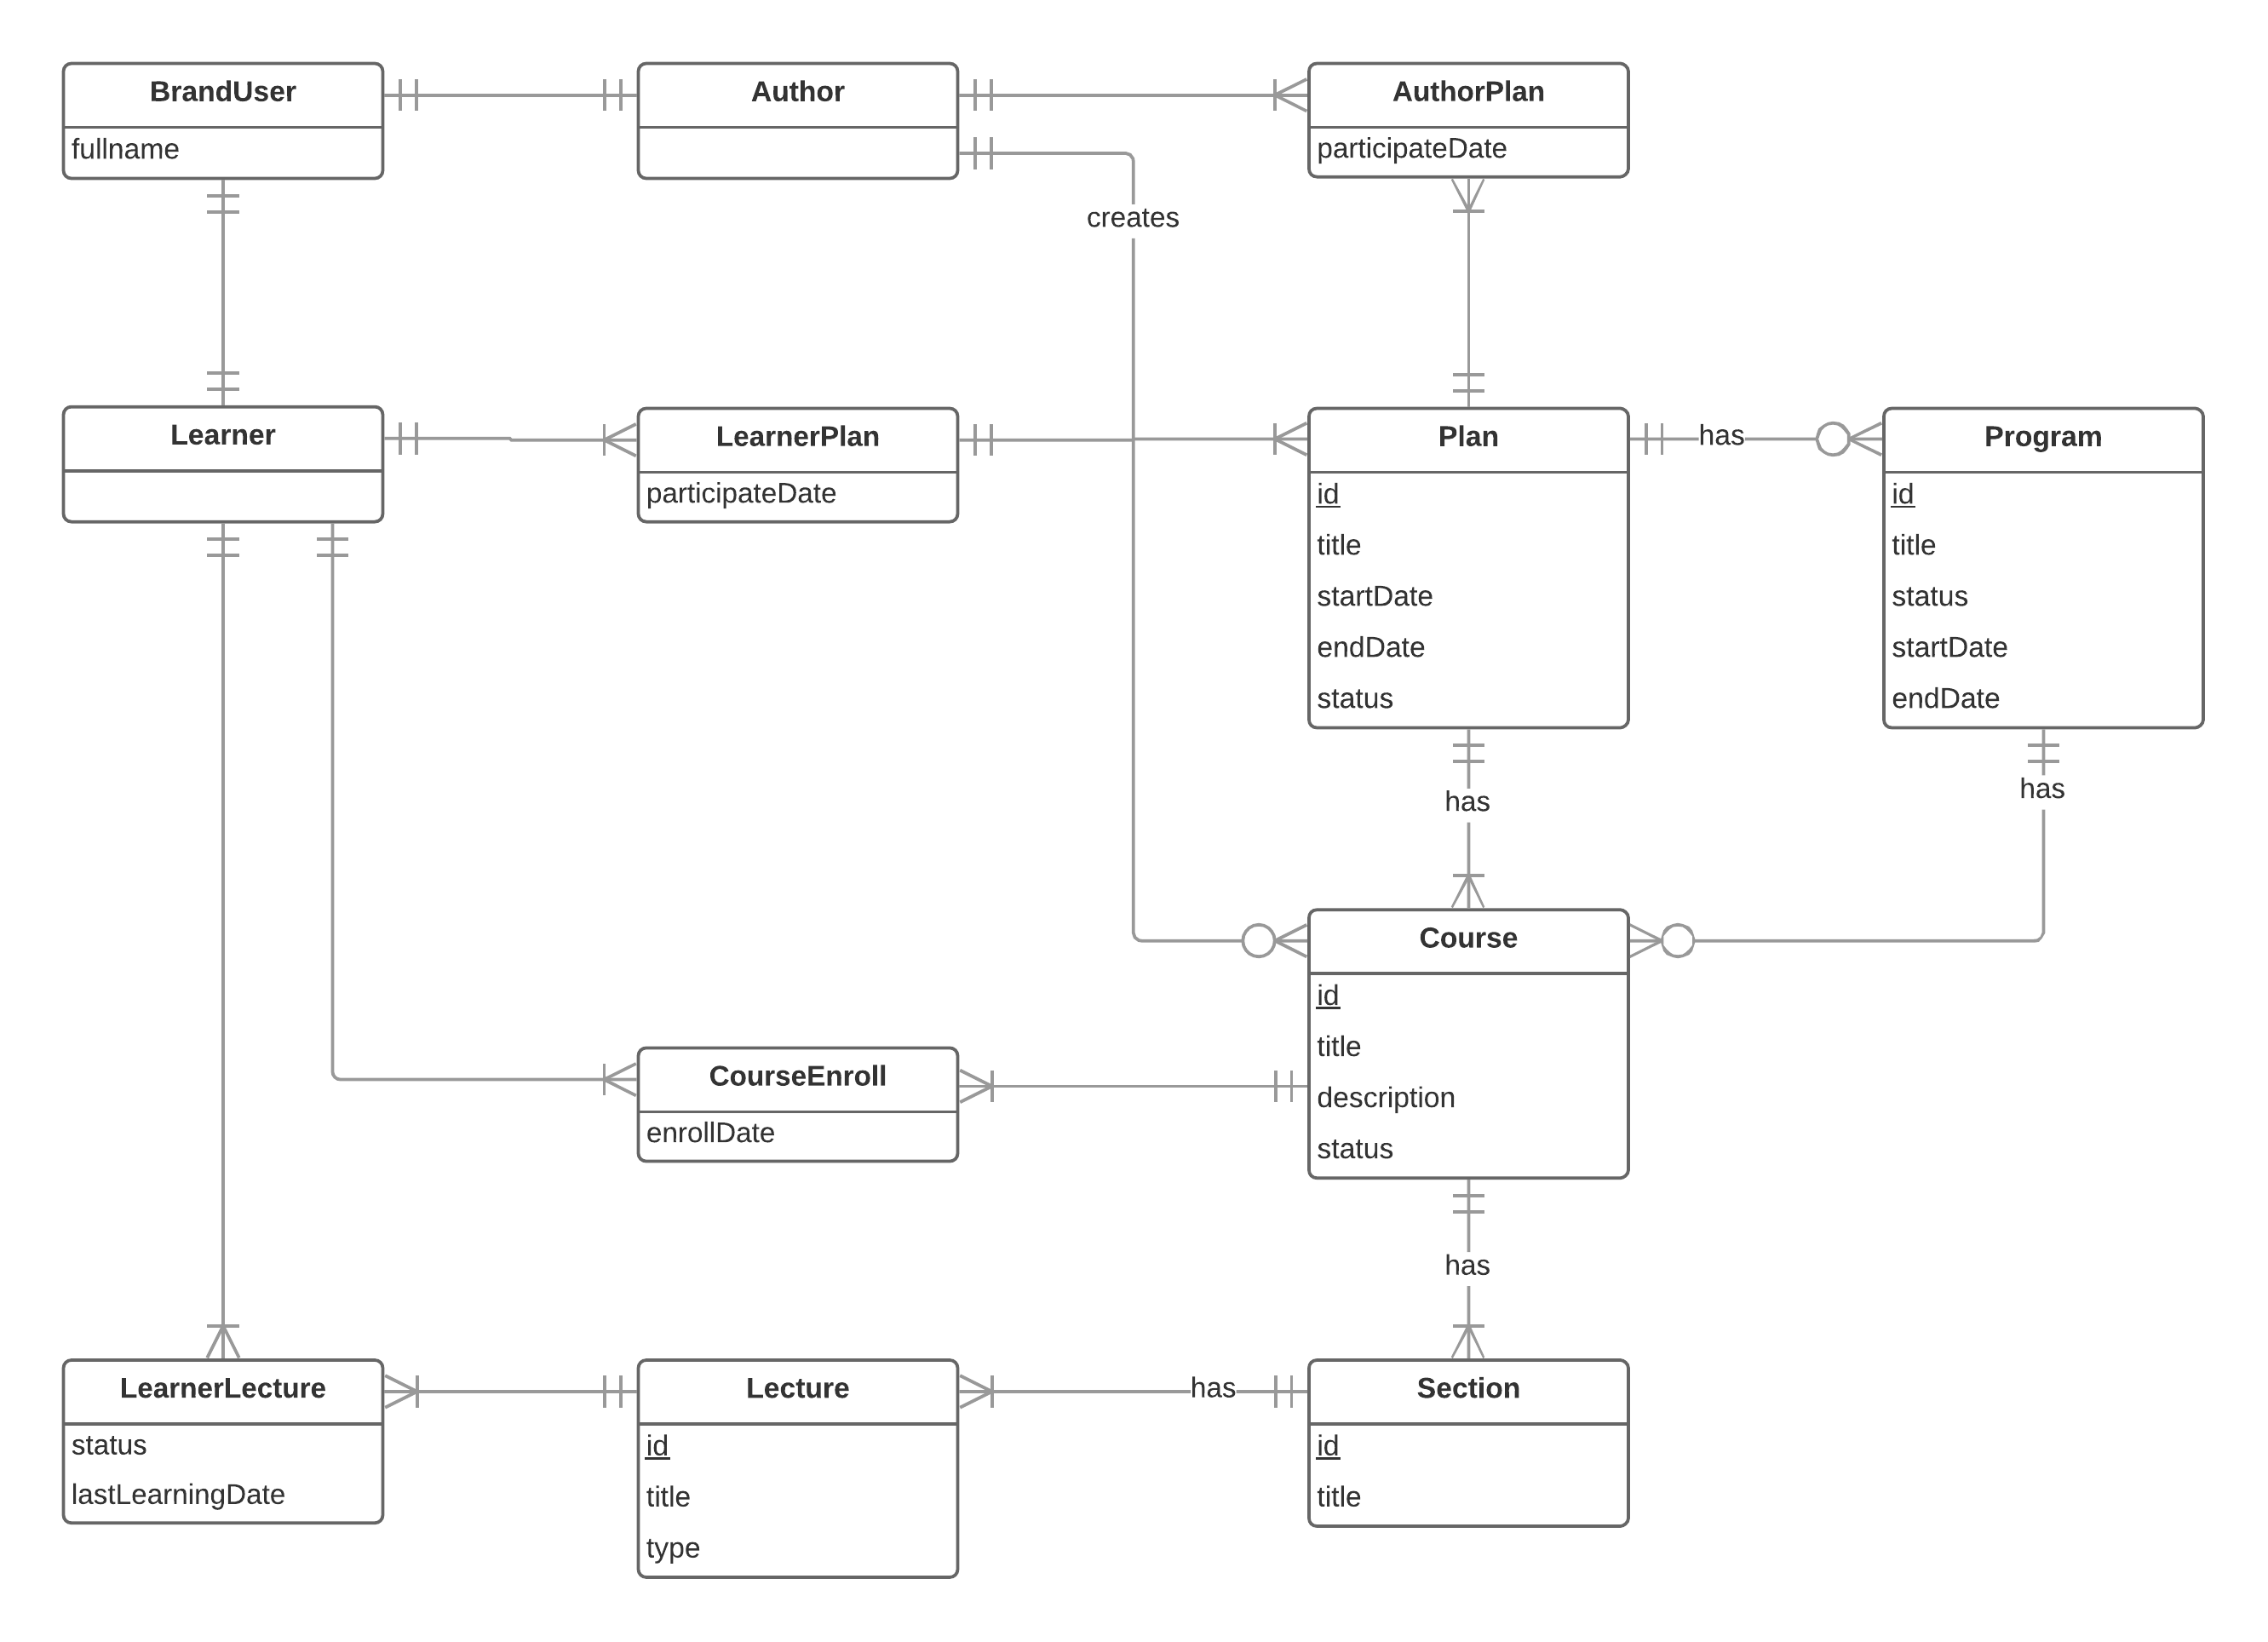 BrandUser
fullname
Author
AuthorPlan
participateDate
creates
Learner
LearnerPlan
participateDate
Plan
id
title
startDate
endDate
status
has
Program
id
title
status
startDate
endDate
has
has
Course
id
title
description
status
CourseEnroll
enrollDate
has
LearnerLecture
status
lastLearningDate
Lecture
id
title
type
has
Section
id
title